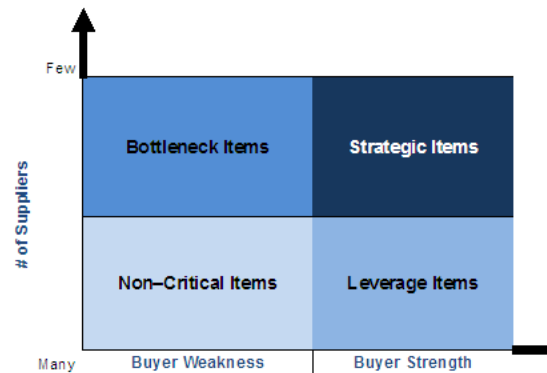 Few
Bottleneck Items
Strategic Items
# of Suppliers
Non–Critical Items
Leverage Items
Many
Buyer Weakness
Buyer Strength